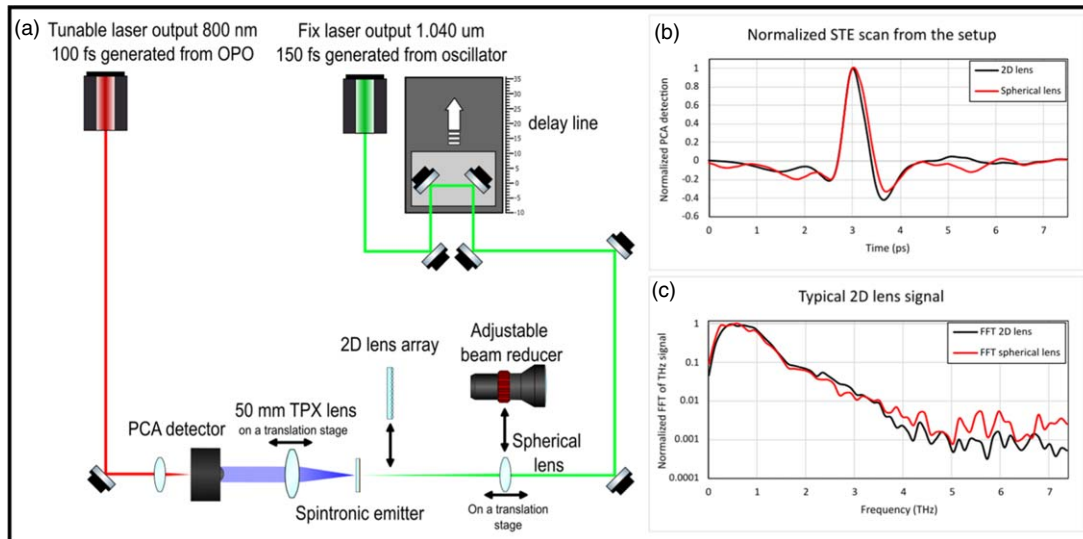 (a)
Tunable laser output 800 nm
100 fs generated from OPO
Fix laser output 1.040 um
150 fs generated from oscillator
35
30
25
20
15
10
5
0
-5
-10
delay line
2D lens array
Adjustable
beam reducer
50 mm TPX lens
on a translation stage
PCA detector
Spherical
lens
Spintronic emitter
On a translation
stage
(b)
Normalized STE scan from the setup
Normalized PCA detection
1
0.8
0.6
0.4
0.2
0
-0.2
-0.4
-0.6
2D lens
Spherical lens
0 1 2 3 4 5 6 7
Time (ps)
(c)
Typical 2D lens signal
Normalized FFT of THz signal
1
0.1
0.01
0.001
0.0001
FFT 2D lens
FFT spherical lens
0 1 2 3 4 5 6 7
Frequency (THz)